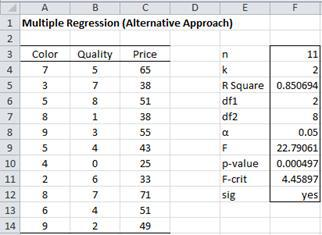 A B C D E F
1 Multiple Regression (Alternative Approach)
2
3 Color Quality Price n 11
4 7 5 65 k 2
5 3 7 38 R Square 0.850694
6 5 8 51 df1 2
7 8 1 38 df2 8
8 9 3 55 α 0.05
9 5 4 43 F 22.79061
10 4 0 25 p-value 0.000497
11 2 6 33 F-crit 4.45897
12 8 7 71 sig yes
13 6 4 51
14 9 2 49